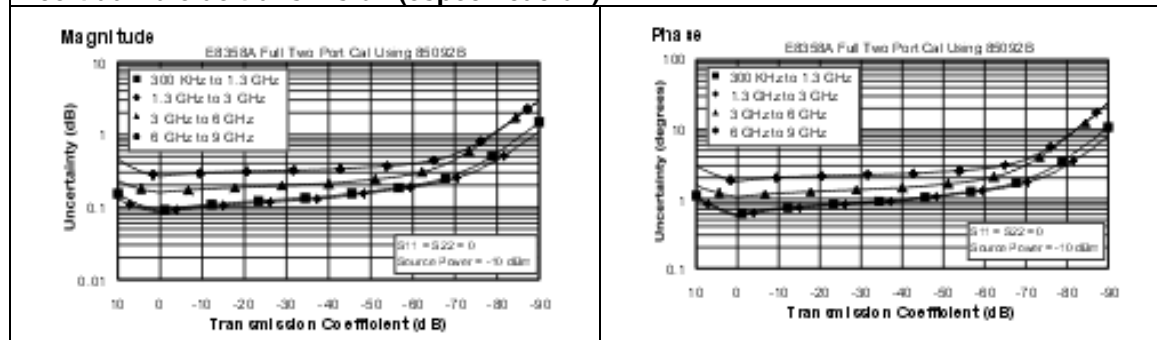 Magnitude
E8358A Full Two Port Cal Using 85092B
300 KHz to 1.3 GHz
1.3 GHz to 3 GHz
3 GHz to 6 GHz
6 GHz to 9 GHz
S11 = S22 = 0
Source Power = -10 dBm
Uncertainty (dB)
10
1
0.1
0.01
10 0 -10 -20 -30 -40 -50 -60 -70 -80 -90
Transmission Coefficient (dB)
Phase
E8358A Full Two Port Cal Using 85092B
300 KHz to 1.3 GHz
1.3 GHz to 3 GHz
3 GHz to 6 GHz
6 GHz to 9 GHz
S11 = S22 = 0
Source Power = -10 dBm
Uncertainty (degrees)
100
10
1
0.1
10 0 -10 -20 -30 -40 -50 -60 -70 -80 -90
Transmission Coefficient (dB)